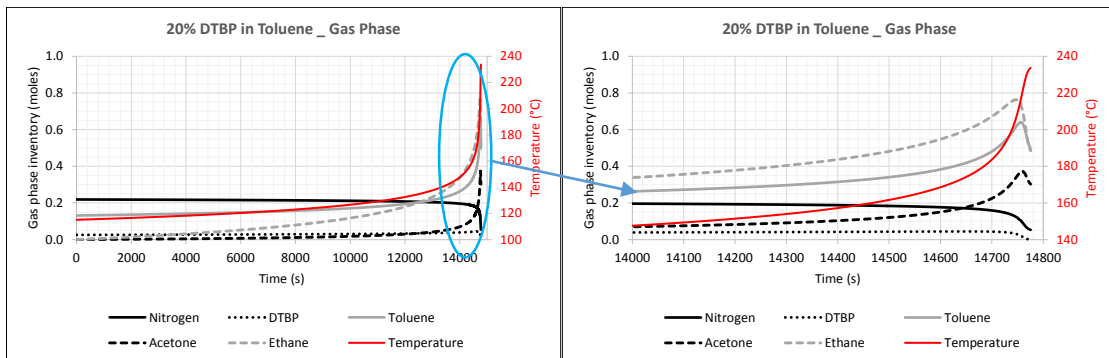 20% DTBP in Toluene _ Gas Phase
Gas phase inventory (moles)
1.0
0.8
0.6
0.4
0.2
0.0
240
220
200
180
160
140
120
100
Temperature (°C)
0 2000 4000 6000 8000 10000 12000 14000
Time (s)
Nitrogen DTBP Toluene
Acetone Ethane Temperature
20% DTBP in Toluene _ Gas Phase
Gas phase inventory (moles)
1.0
0.8
0.6
0.4
0.2
0.0
240
220
200
180
160
140
Temperature (°C)
14000 14100 14200 14300 14400 14500 14600 14700 14800
Time (s)
Nitrogen DTBP Toluene
Acetone Ethane Temperature